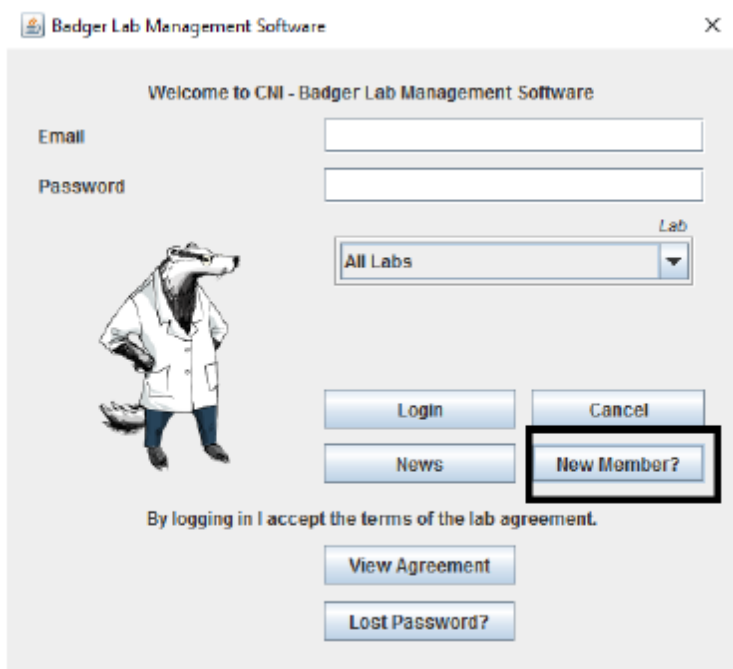 Badger Lab Management Software
Welcome to CNI - Badger Lab Management Software
Email
Password
Lab
All Labs
Login
Cancel
News
New Member?
By logging in I accept the terms of the lab agreement.
View Agreement
Lost Password?